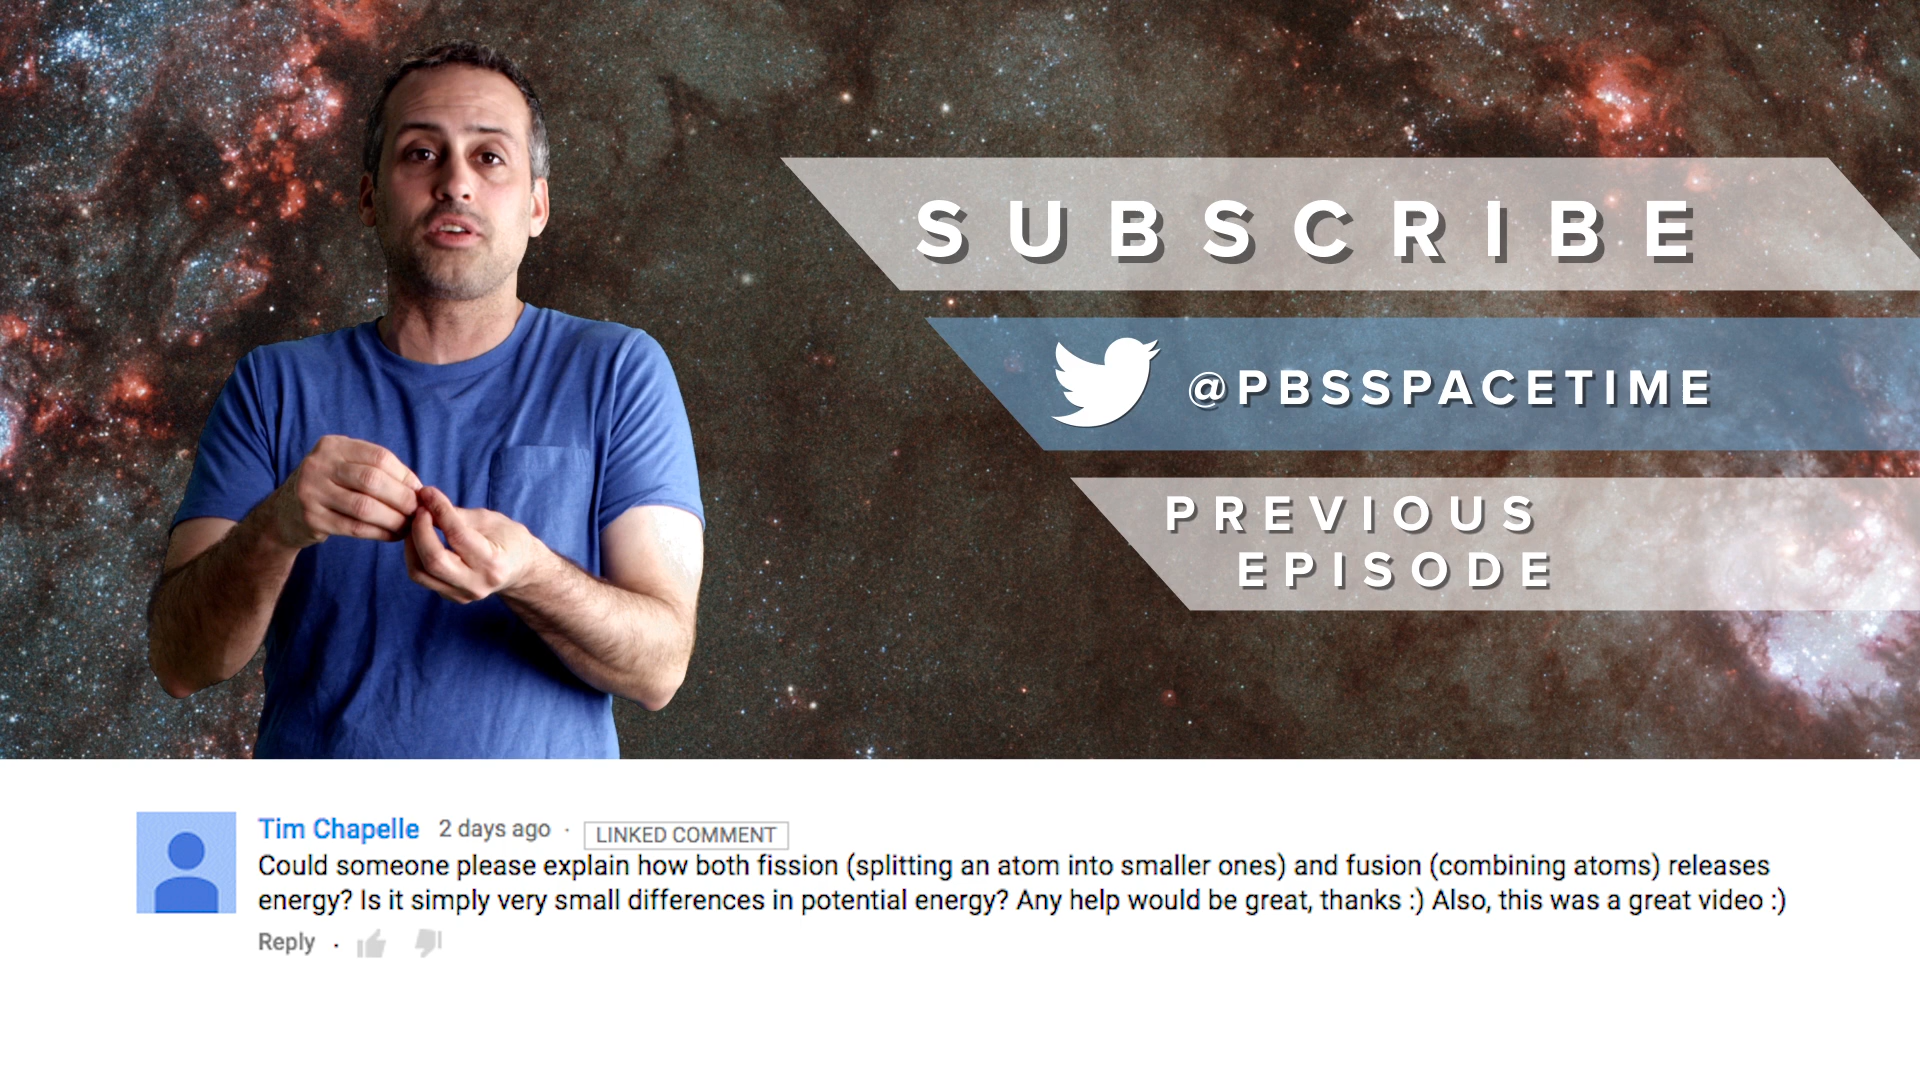 SUBSCRIBE
@PBSSPACETIME
PREVIOUS
EPISODE
Tim Chapelle 2 days ago · LINKED COMMENT
Could someone please explain how both fission (splitting an atom into smaller ones) and fusion (combining atoms) releases
energy? Is it simply very small differences in potential energy? Any help would be great, thanks :) Also, this was a great video :)
Reply ·